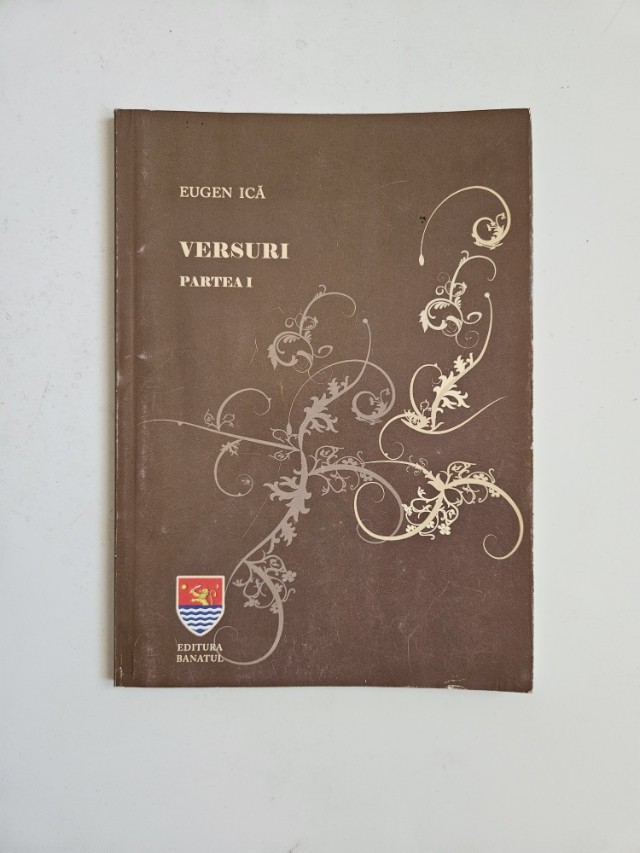 EUGEN ICĂ
VERSURI
PARTEA I
EDITURA
BANATUL